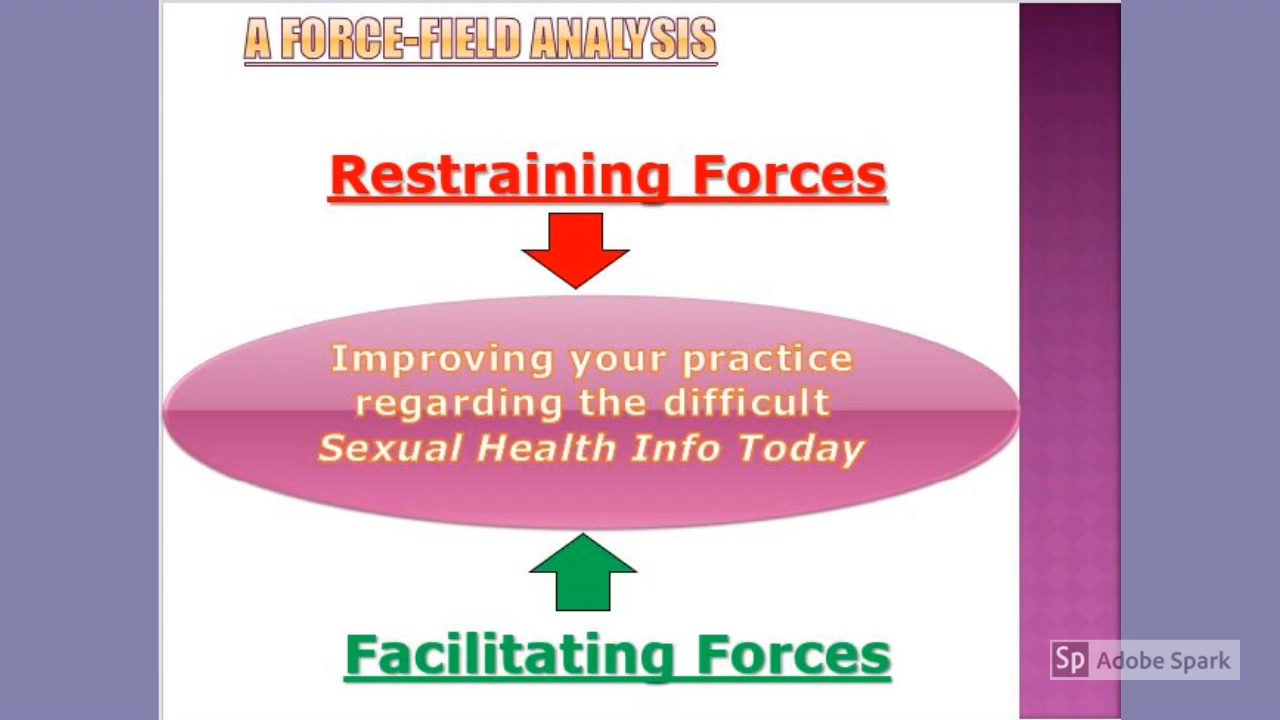 A FORCE-FIELD ANALYSIS
Restraining Forces
Improving your practice
regarding the difficult
Sexual Health Info Today
Facilitating Forces
Sp Adobe Spark